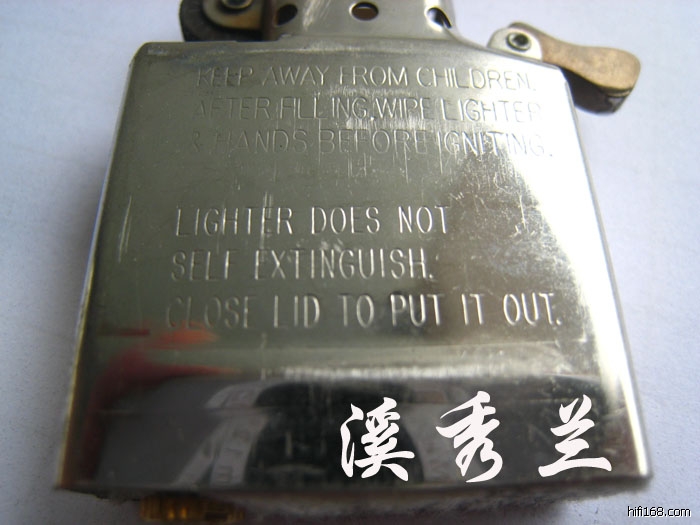 KEEP AWAY FROM CHILDREN.
AFTER FILLING, WIPE LIGHTER
& HANDS BEFORE IGNITING.
LIGHTER DOES NOT
SELF EXTINGUISH.
CLOSE LID TO PUT IT OUT.
溪秀兰
hifi168.com